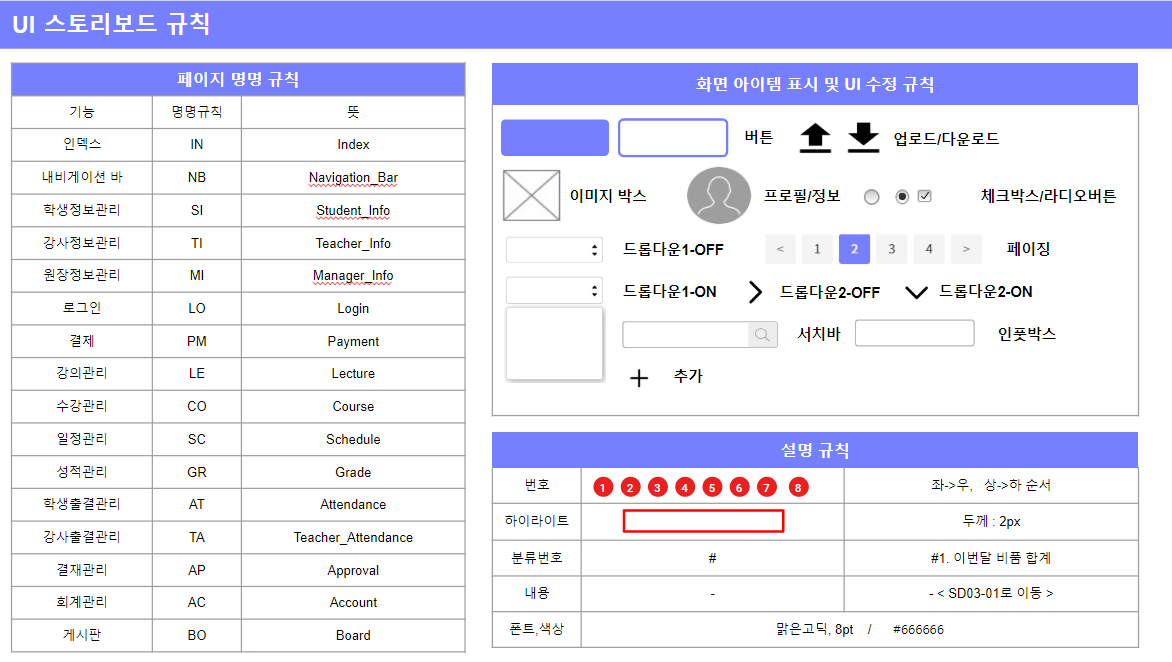 UI 스토리보드 규칙
페이지 명명 규칙
기능 명명규칙 뜻
인덱스 IN Index
내비게이션 바 NB Navigation_Bar
학생정보관리 SI Student_Info
강사정보관리 TI Teacher_Info
원장정보관리 MI Manager_Info
로그인 LO Login
결제 PM Payment
강의관리 LE Lecture
수강관리 CO Course
일정관리 SC Schedule
성적관리 GR Grade
학생출결관리 AT Attendance
강사출결관리 TA Teacher_Attendance
결재관리 AP Approval
회계관리 AC Account
게시판 BO Board
화면 아이템 표시 및 UI 수정 규칙
버튼 업로드/다운로드
이미지 박스 프로필/정보 체크박스/라디오버튼
드롭다운1-OFF < 1 2 3 4 > 페이징
드롭다운1-ON 드롭다운2-OFF 드롭다운2-ON
서치바 인풋박스
추가
설명 규칙
번호 1 2 3 4 5 6 7 8 좌->우, 상->하 순서
하이라이트 두께 : 2px
분류번호 # #1. 이번달 비품 합계
내용 - - < SD03-01로 이동 >
폰트,색상 맑은고딕, 8pt / #666666